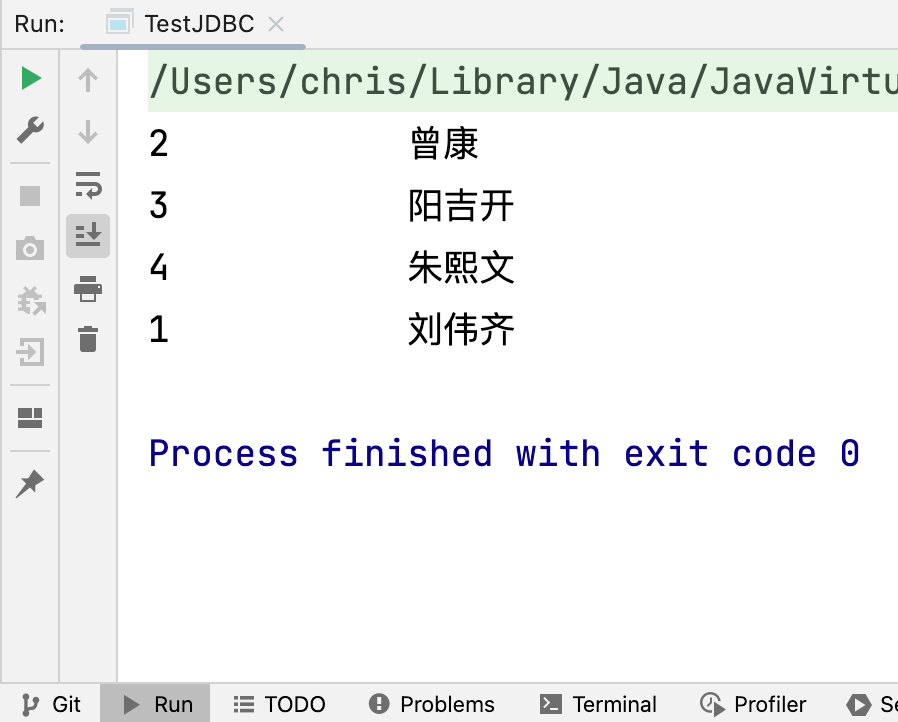 Run: TestJDBC
/Users/chris/Library/Java/JavaVirtu
2 曾康
3 阳吉开
4 朱熙文
1 刘伟齐
Process finished with exit code 0
Git Run TODO Problems Terminal Profiler Se